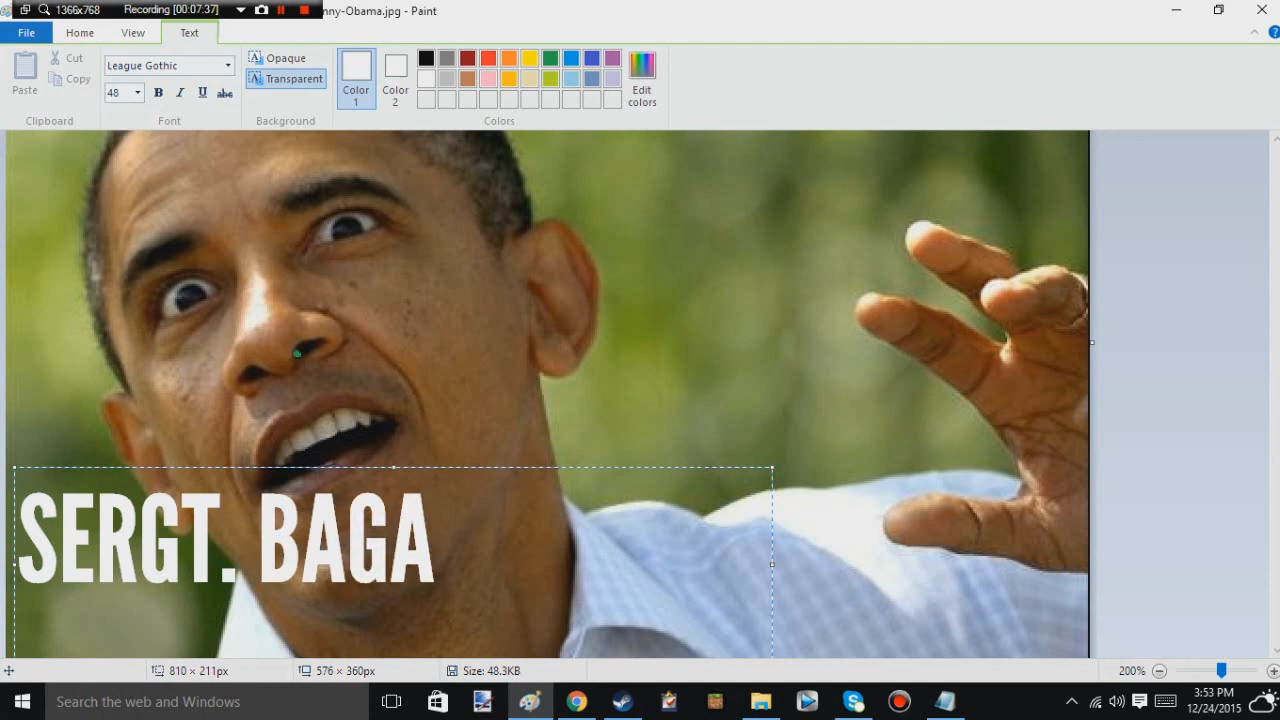 1366x768 Recording [00:07:37] nny-Obama.jpg - Paint
File Home View Text
Paste Cut Copy League Gothic 48 B I U abc Opaque Transparent Color 1 Color 2 Edit colors
Clipboard Font Background Colors
SERGT. BAGA
810 × 211px 576 × 360px Size: 48.3KB 200%
Search the web and Windows 3:53 PM
12/24/2015